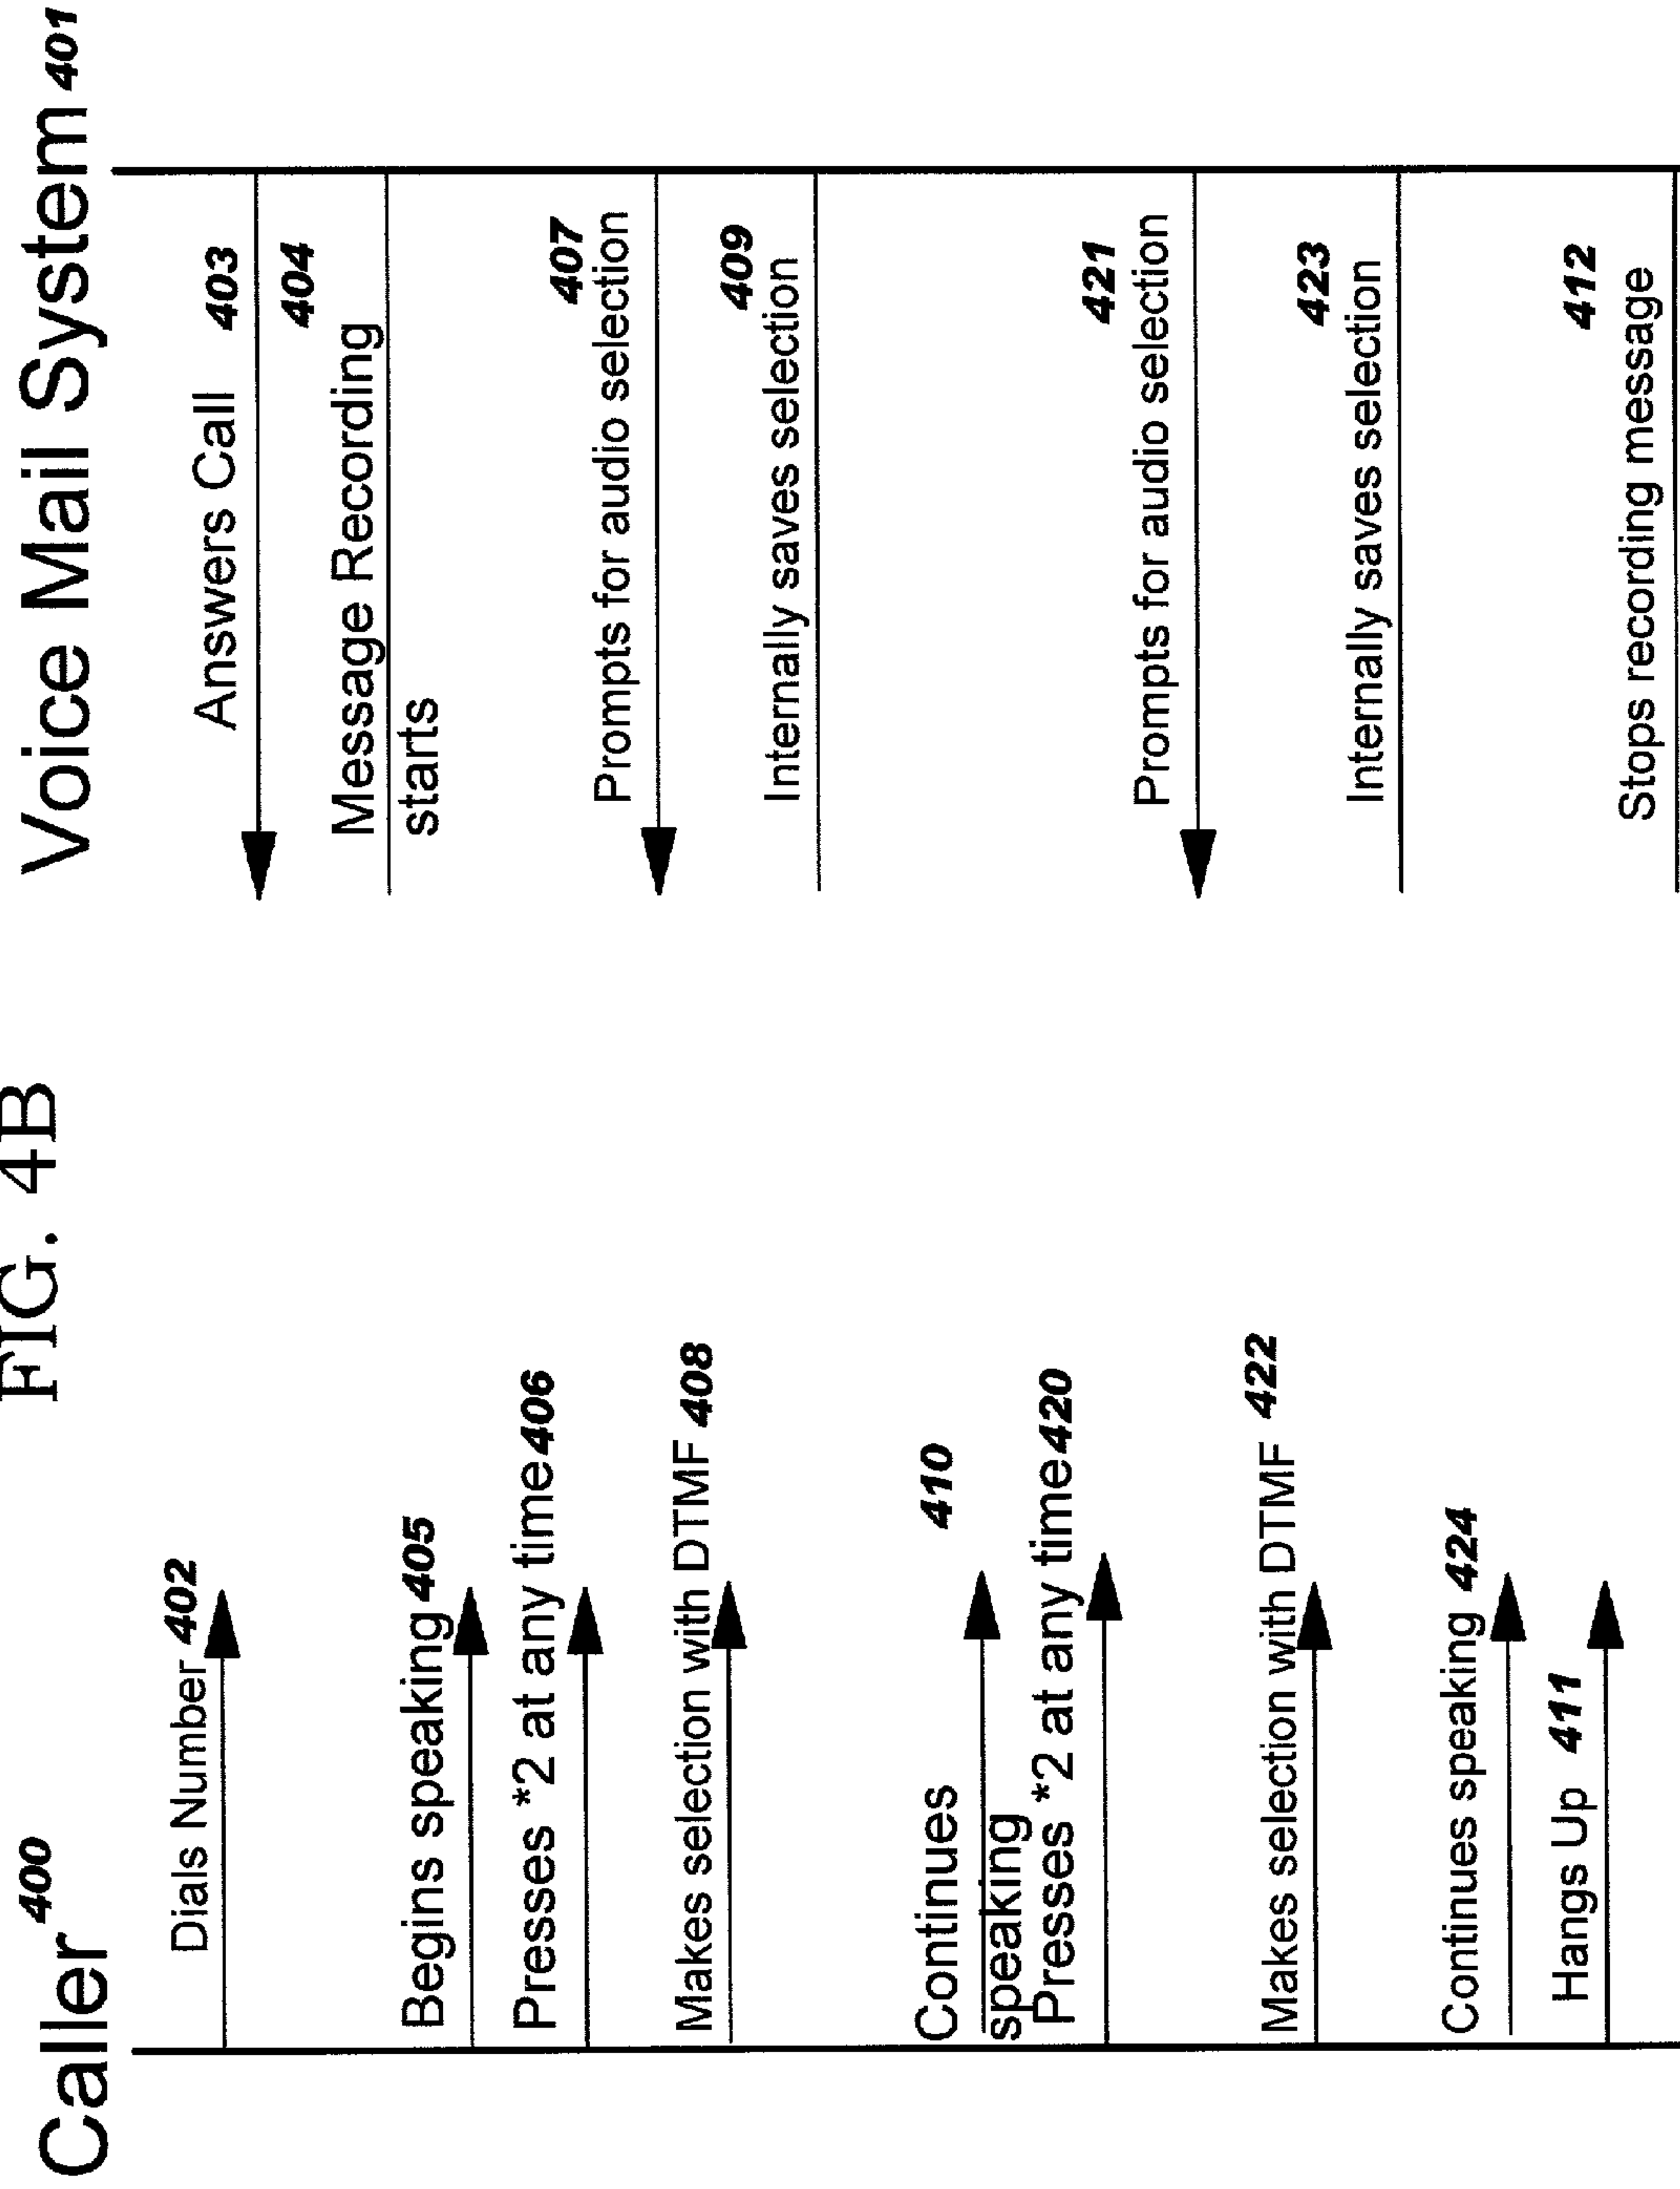 FIG. 4B
Caller 400
Voice Mail System 401
Dials Number 402
Answers Call 403
404
Message Recording
starts
Begins speaking 405
Presses *2 at any time 406
407
Prompts for audio selection
Makes selection with DTMF 408
409
Internally saves selection
Continues 410
speaking
Presses *2 at any time 420
421
Prompts for audio selection
Makes selection with DTMF 422
423
Internally saves selection
Continues speaking 424
Hangs Up 411
412
Stops recording message